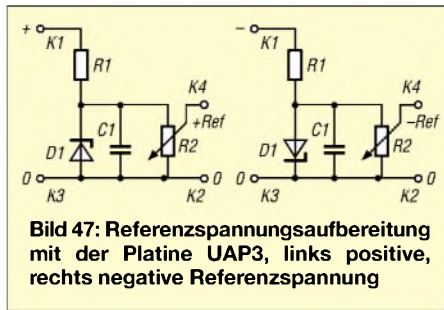 + K1 − K1
R1 R1
K4 K4
C1 +Ref C1 −Ref
D1 R2 D1 R2
0 0 0 0
K3 K2 K3 K2
Bild 47: Referenzspannungsaufbereitung
mit der Platine UAP3, links positive,
rechts negative Referenzspannung